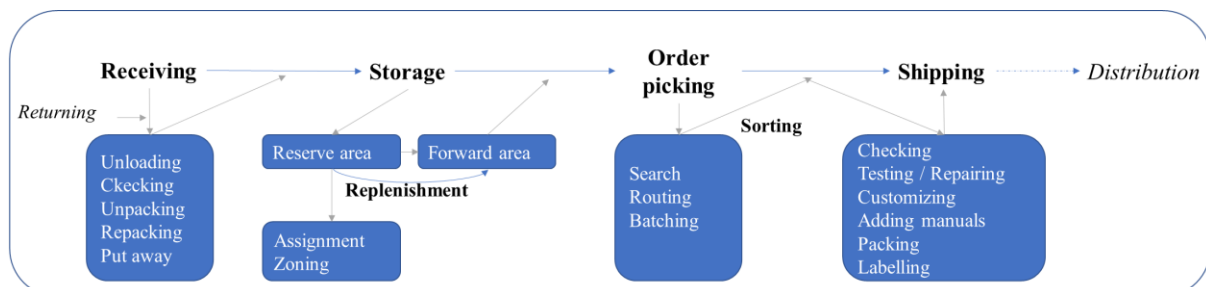 Receiving
Storage
Order
picking
Shipping
Distribution
Returning
Sorting
Unloading
Ckecking
Unpacking
Repacking
Put away
Reserve area
Forward area
Replenishment
Assignment
Zoning
Search
Routing
Batching
Checking
Testing / Repairing
Customizing
Adding manuals
Packing
Labelling